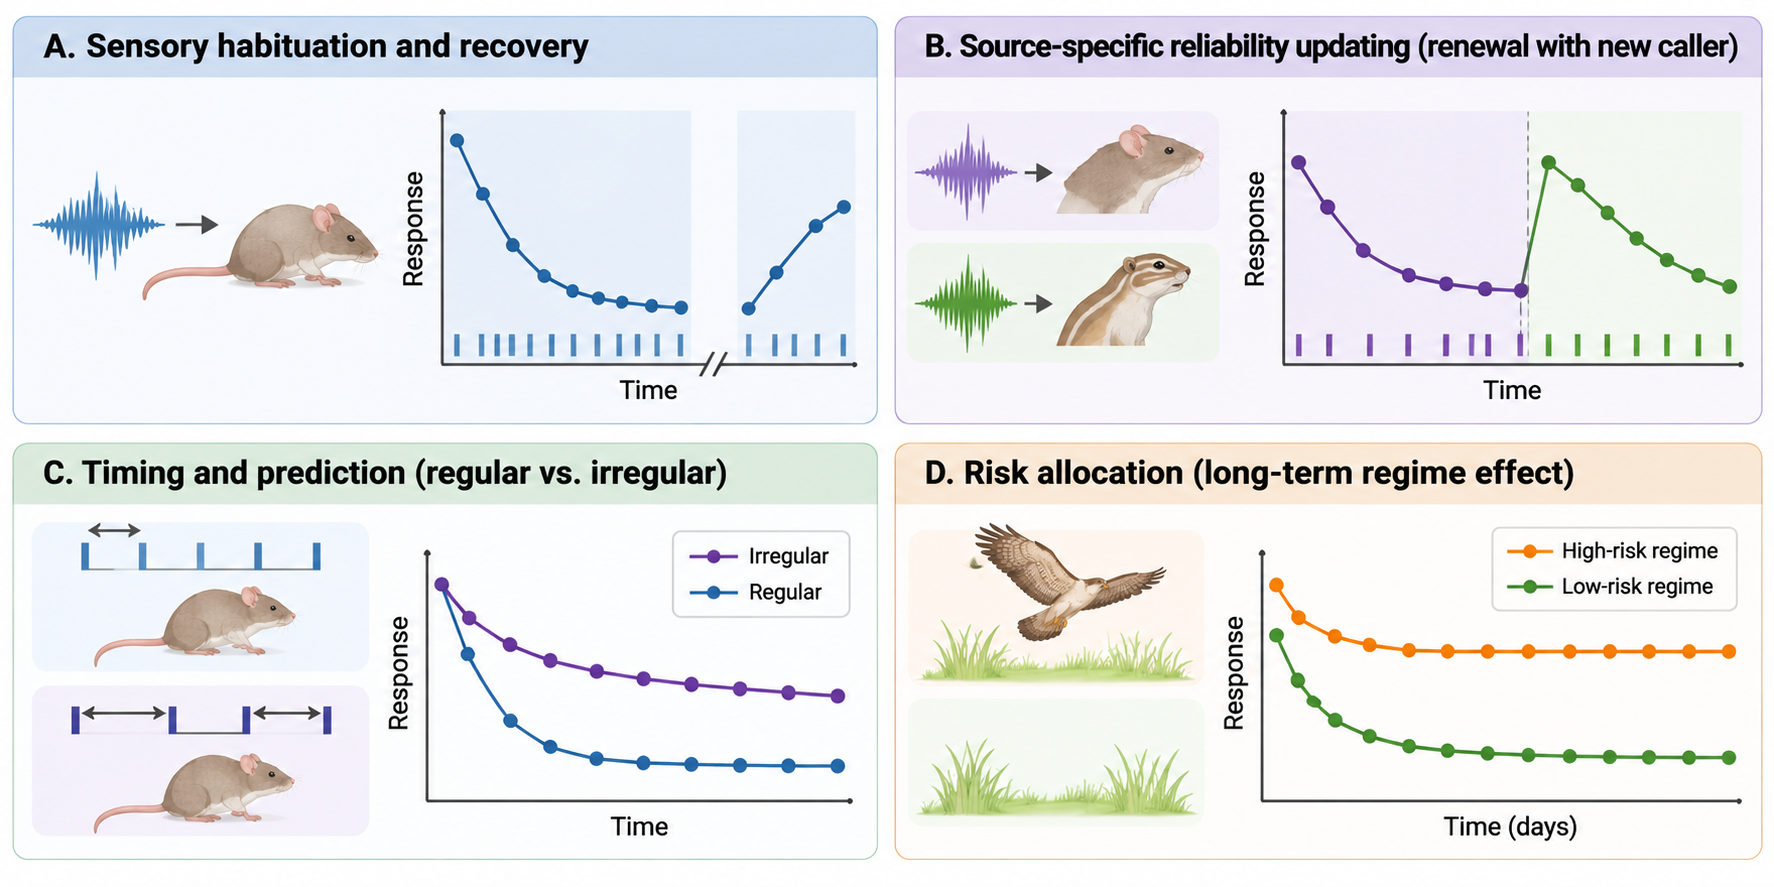 A. Sensory habituation and recovery
Response
Time
B. Source-specific reliability updating (renewal with new caller)
Response
Time
C. Timing and prediction (regular vs. irregular)
Irregular
Regular
Response
Time
D. Risk allocation (long-term regime effect)
High-risk regime
Low-risk regime
Response
Time (days)